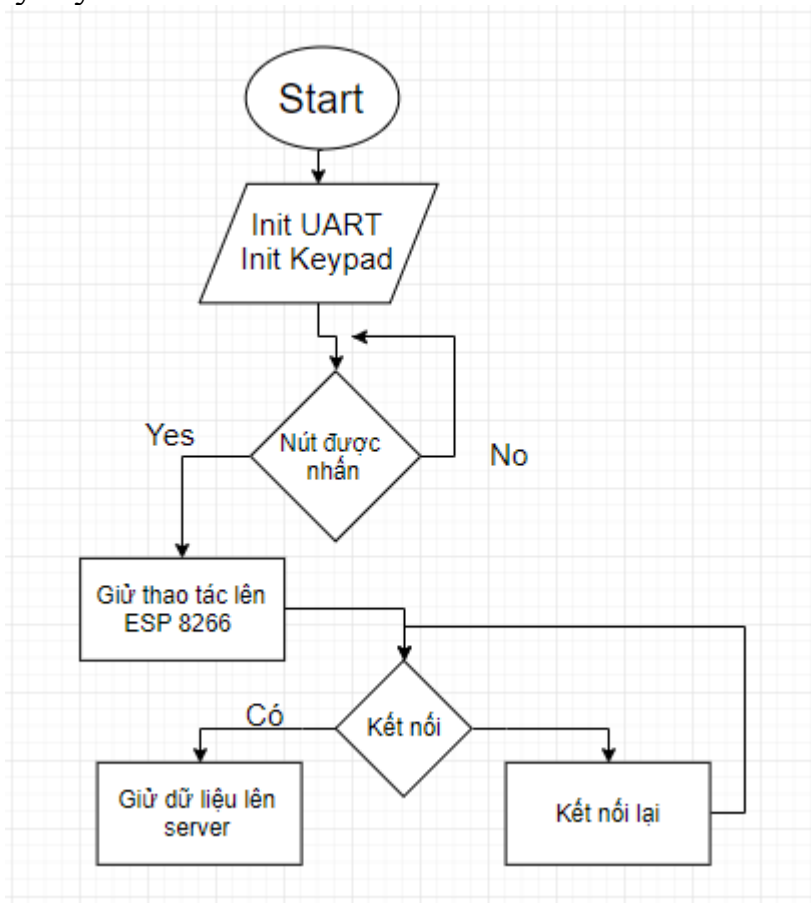 Start
Init UART
Init Keypad
Nút được
nhấn
Yes
No
Giử thao tác lên
ESP 8266
Kết nối
Có
Giử dữ liệu lên
server
Kết nối lại